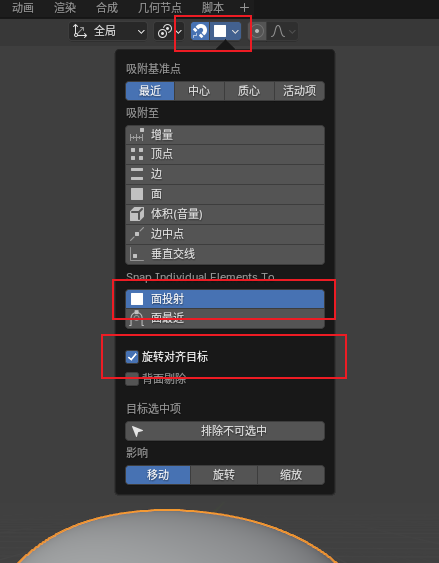 动画 渲染 合成 几何节点 脚本 +
全局
吸附基准点
最近 中心 质心 活动项
吸附至
增量
顶点
边
面
体积(音量)
边中点
垂直交线
Snap Individual Elements To
面投射
面最近
旋转对齐目标
背面剔除
目标选中项
排除不可选中
影响
移动 旋转 缩放